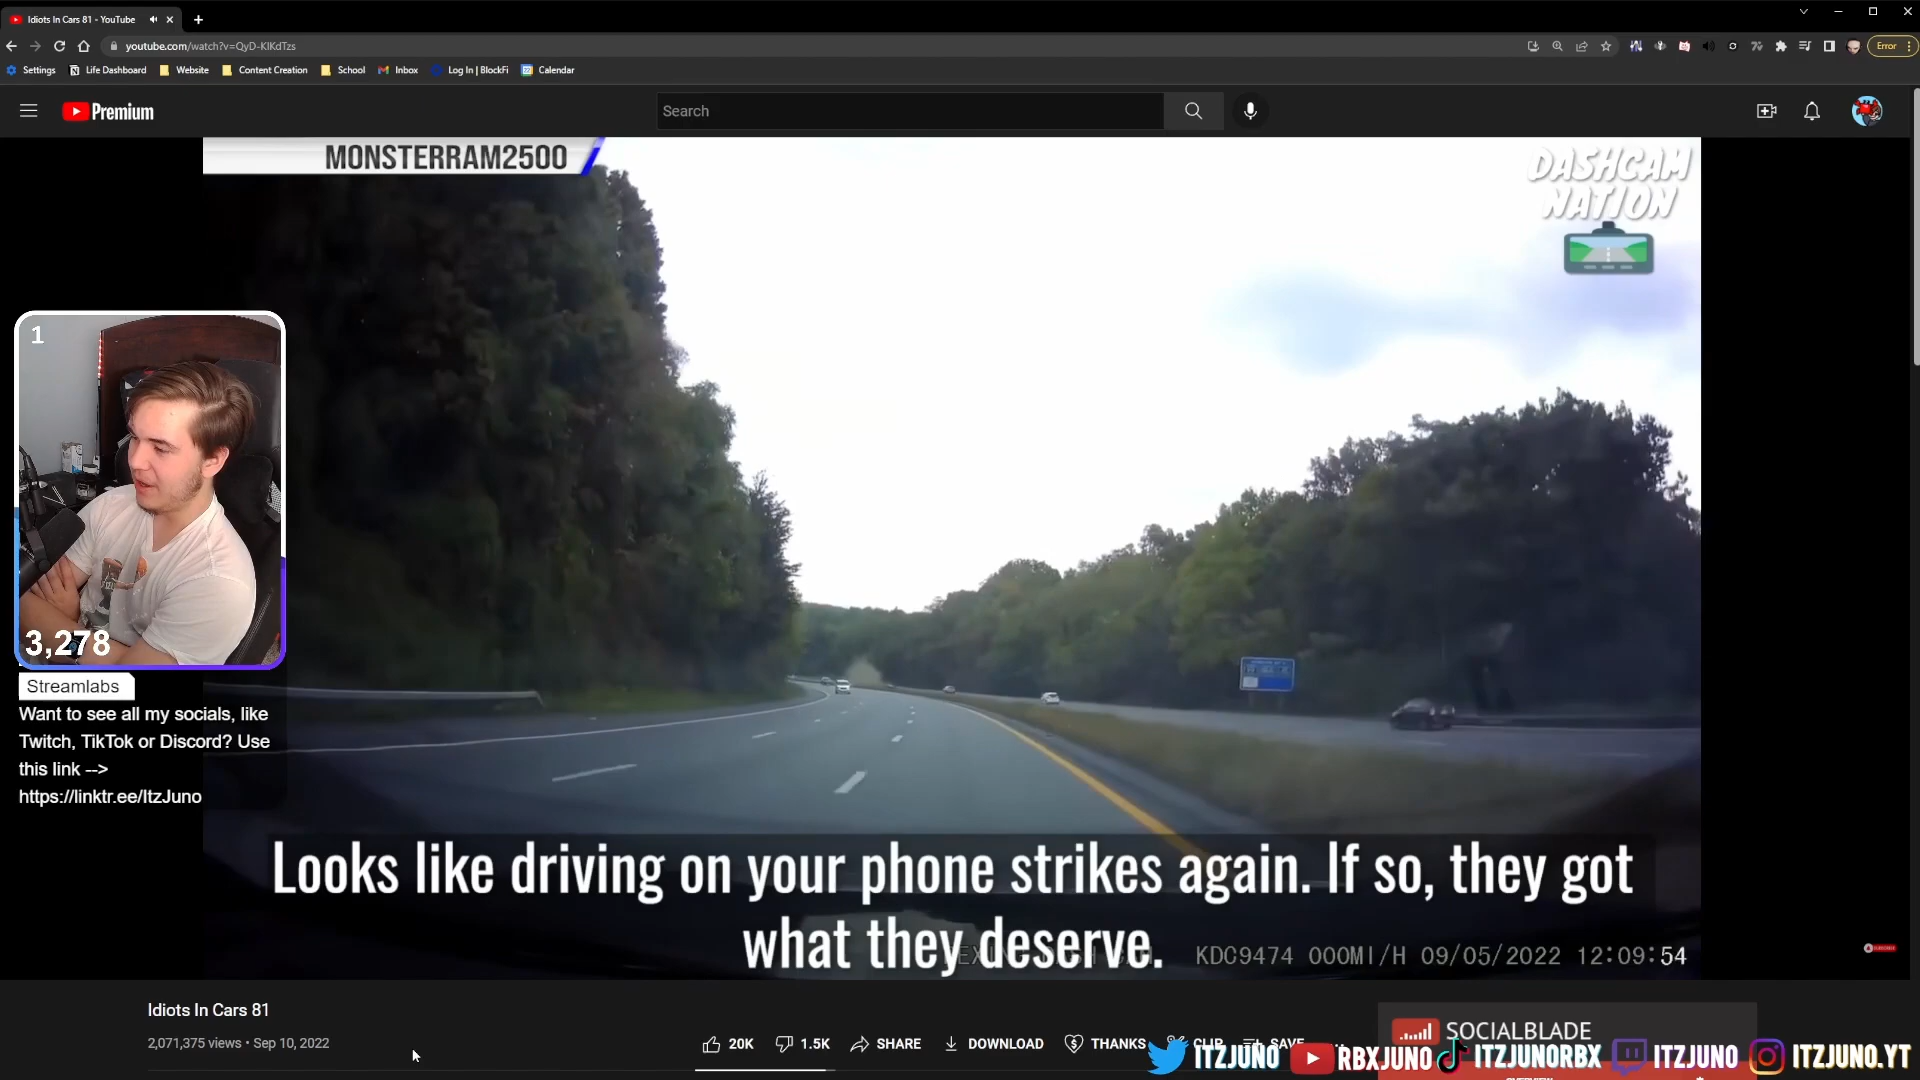 Idiots In Cars 81 - YouTube
youtube.com/watch?v=QyD-KlKdTzs
Error
Settings
Life Dashboard
Website
Content Creation
School
Inbox
Log In | BlockFi
Calendar
Premium
Search
MONSTERRAM2500
DASHCAM
NATION
1
3,278
Streamlabs
Want to see all my socials, like
Twitch, TikTok or Discord? Use
this link -->
https://linktr.ee/ItzJuno
Looks like driving on your phone strikes again. If so, they got
what they deserve.
KDC9474 000MI/H 09/05/2022 12:09:54
Idiots In Cars 81
2,071,375 views • Sep 10, 2022
20K
1.5K
SHARE
DOWNLOAD
THANKS
CLIP
SAVE
SOCIALBLADE
ITZJUNO
RBXJUNO
ITZJUNORBX
ITZJUNO
ITZJUNO.YT